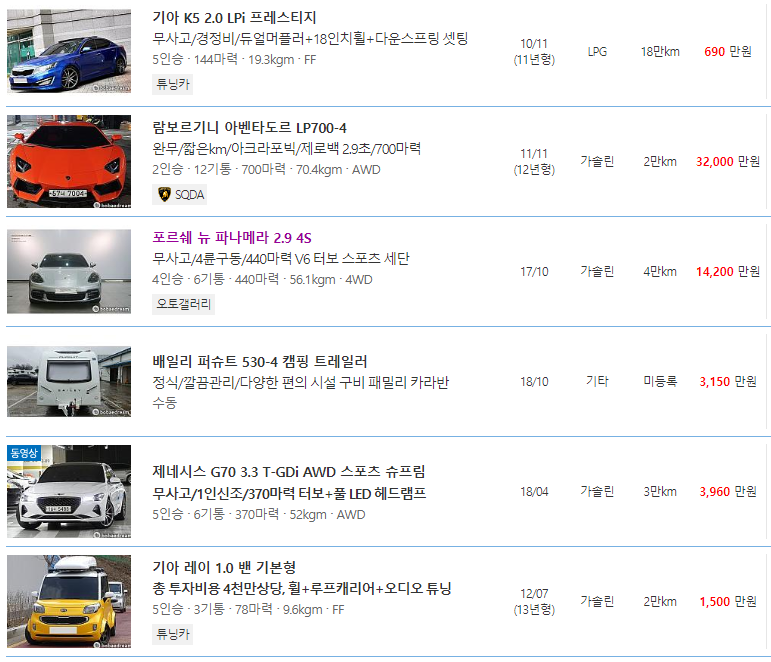 기아 K5 2.0 LPi 프레스티지
무사고/경정비/듀얼머플러+18인치휠+다운스프링 셋팅
5인승 · 144마력 · 19.3kgm · FF
튜닝카
10/11
(11년형)
LPG
18만km
690 만원
람보르기니 아벤타도르 LP700-4
완무/짧은km/아크라포빅/제로백 2.9초/700마력
2인승 · 12기통 · 700마력 · 70.4kgm · AWD
SQDA
11/11
(12년형)
가솔린
2만km
32,000 만원
포르쉐 뉴 파나메라 2.9 4S
무사고/4륜구동/440마력 V6 터보 스포츠 세단
4인승 · 6기통 · 440마력 · 56.1kgm · 4WD
오토갤러리
17/10
가솔린
4만km
14,200 만원
배일리 퍼슈트 530-4 캠핑 트레일러
정식/깔끔관리/다양한 편의 시설 구비 패밀리 카라반
수동
18/10
기타
미등록
3,150 만원
동영상
제네시스 G70 3.3 T-GDi AWD 스포츠 슈프림
무사고/1인신조/370마력 터보+풀 LED 헤드램프
5인승 · 6기통 · 370마력 · 52kgm · AWD
18/04
가솔린
3만km
3,960 만원
기아 레이 1.0 밴 기본형
총 투자비용 4천만상당, 휠+루프캐리어+오디오 튜닝
5인승 · 3기통 · 78마력 · 9.6kgm · FF
튜닝카
12/07
(13년형)
가솔린
2만km
1,500 만원